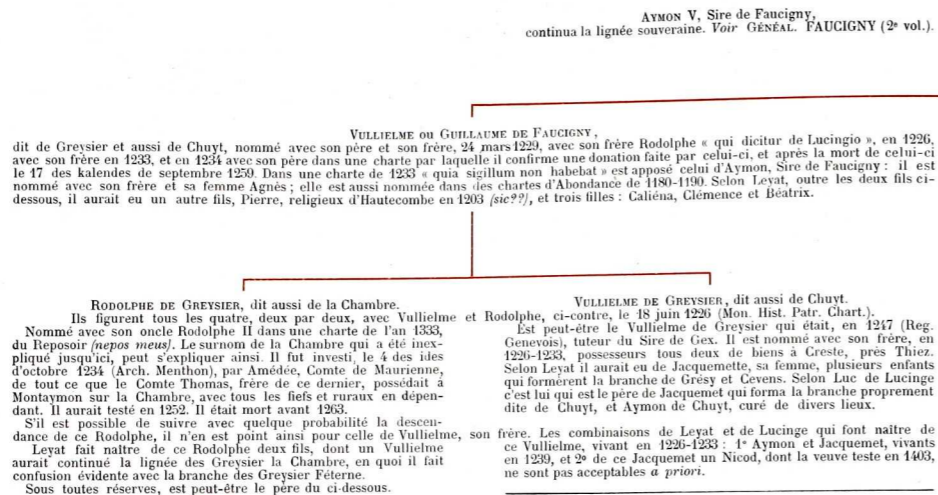 AYMON V, Sire de Faucigny,
continua la lignée souveraine. Voir GÉNÉAL. FAUCIGNY (2e vol.).
VULLIELME OU GUILLAUME DE FAUCIGNY,
dit de Greysier et aussi de Chuyt, nommé avec son père et son frère, 24 mars 1229, avec son frère Rodolphe « qui dicitur de Lucingio », en 1226,
avec son frère en 1233, et en 1234 avec son père dans une charte par laquelle il confirme une donation faite par celui-ci, et après la mort de celui-ci
le 17 des kalendes de septembre 1259. Dans une charte de 1233 « quia sigillum non habebat » est apposé celui d'Aymon, Sire de Faucigny : il est
nommé avec son frère et sa femme Agnès ; elle est aussi nommée dans des chartes d'Abondance de 1180-1190. Selon Leyat, outre les deux fils ci-
dessous, il aurait eu un autre fils, Pierre, religieux d'Hautecombe en 1203 (sic??), et trois filles : Caliéna, Clémence et Béatrix.
RODOLPHE DE GREYSIER, dit aussi de la Chambre.
Ils figurent tous les quatre, deux par deux, avec Vullielme et Rodolphe, ci-contre, le 18 juin 1226 (Mon. Hist. Patr. Chart.).
Nommé avec son oncle Rodolphe II dans une charte de l'an 1333,
du Reposoir (nepos meus). Le surnom de la Chambre qui a été inex-
pliqué jusqu'ici, peut s'expliquer ainsi. Il fut investi, le 4 des ides
d'octobre 1234 (Arch. Menthon), par Amédée, Comte de Maurienne,
de tout ce que le Comte Thomas, frère de ce dernier, possédait à
Montaymon sur la Chambre, avec tous les fiefs et ruraux en dépen-
dant. Il aurait testé en 1252. Il était mort avant 1263.
S'il est possible de suivre avec quelque probabilité la descen-
dance de ce Rodolphe, il n'en est point ainsi pour celle de Vullielme, son frère.
Leyat fait naître de ce Rodolphe deux fils, dont un Vullielme
aurait continué la lignée des Greysier la Chambre, en quoi il fait
confusion évidente avec la branche des Greysier Féterne.
Sous toutes réserves, est peut-être le père du ci-dessous.
VULLIELME DE GREYSIER, dit aussi de Chuyt.
Est peut-être le Vullielme de Greysier qui était, en 1247 (Reg.
Genevois), tuteur du Sire de Gex. Il est nommé avec son frère, en
1226-1233, possesseurs tous deux de biens à Creste, près Thiez.
Selon Leyat il aurait eu de Jacquemette, sa femme, plusieurs enfants
qui formèrent la branche de Grésy et Cevens. Selon Luc de Lucinge
c'est lui qui est le père de Jacquemet qui forma la branche proprement
dite de Chuyt, et Aymon de Chuyt, curé de divers lieux.
Les combinaisons de Leyat et de Lucinge qui font naître de
ce Vullielme, vivant en 1226-1233 : 1° Aymon et Jacquemet, vivants
en 1239, et 2° de ce Jacquemet un Nicod, dont la veuve teste en 1403,
ne sont pas acceptables a priori.